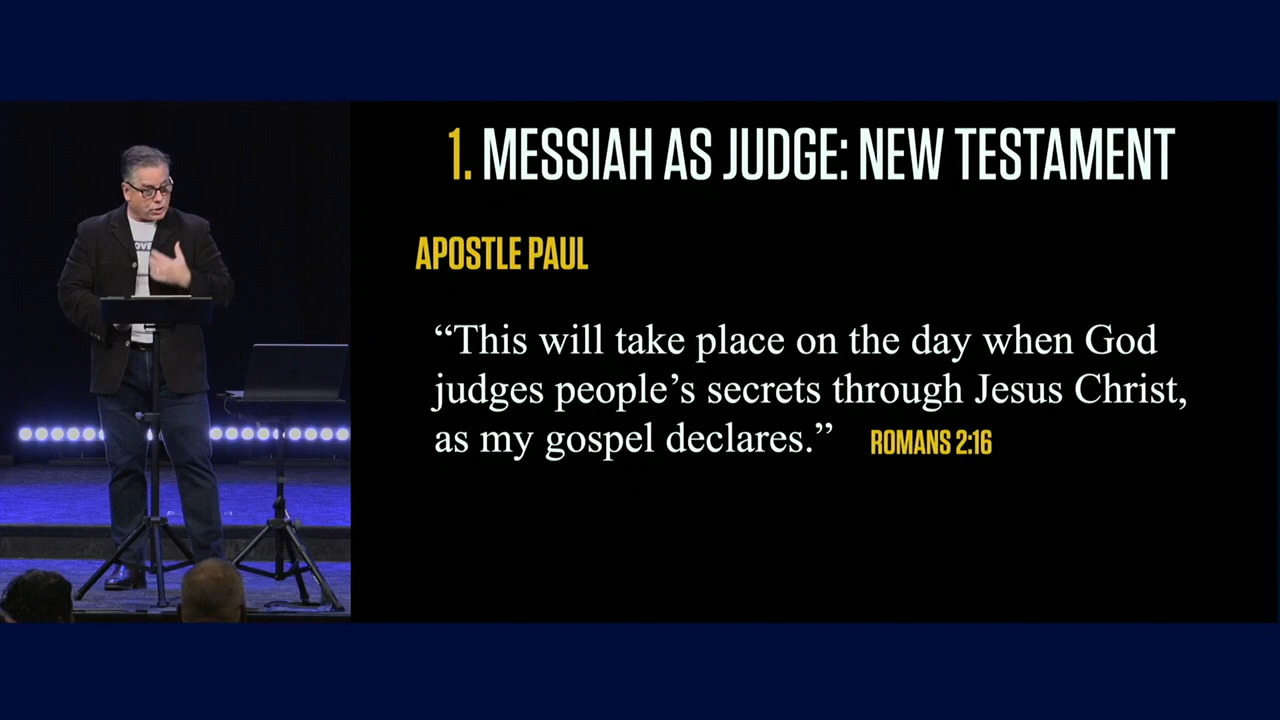 1. MESSIAH AS JUDGE: NEW TESTAMENT
APOSTLE PAUL
“This will take place on the day when God
judges people’s secrets through Jesus Christ,
as my gospel declares.” ROMANS 2:16